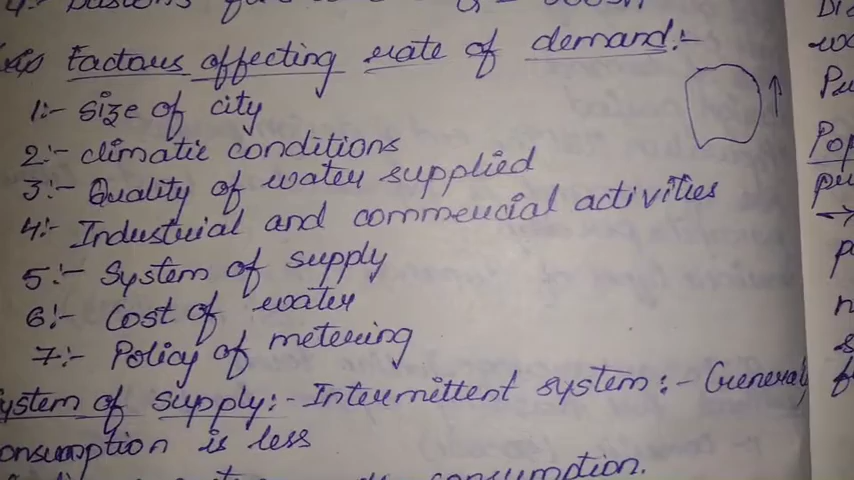 Factors affecting rate of demand:-
1:- Size of city
2:- climatic conditions
3:- Quality of water supplied
4:- Industrial and commercial activities
5:- System of supply
6:- Cost of water
7:- Policy of metering
System of supply:- Intermittent system:- Generally
consumption is less
consumption.